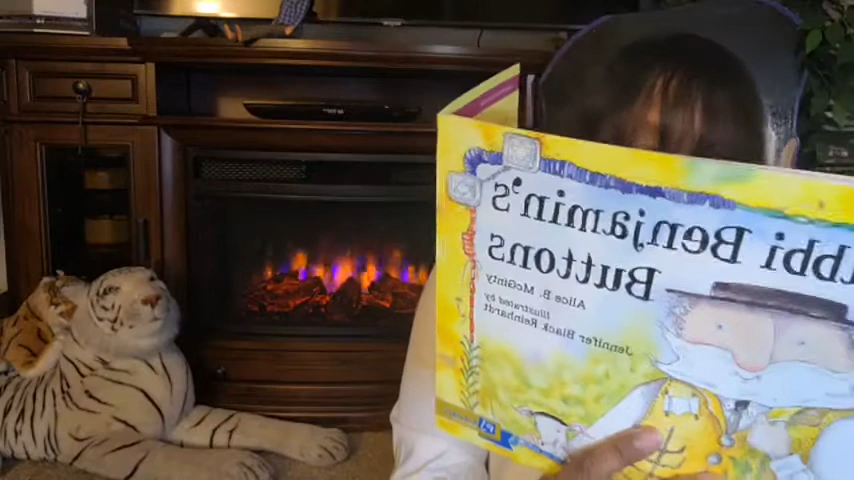 bbi Benjamin's
Buttons
Alice B. McGinty
Illustrated by
Jennifer Black Reinhardt